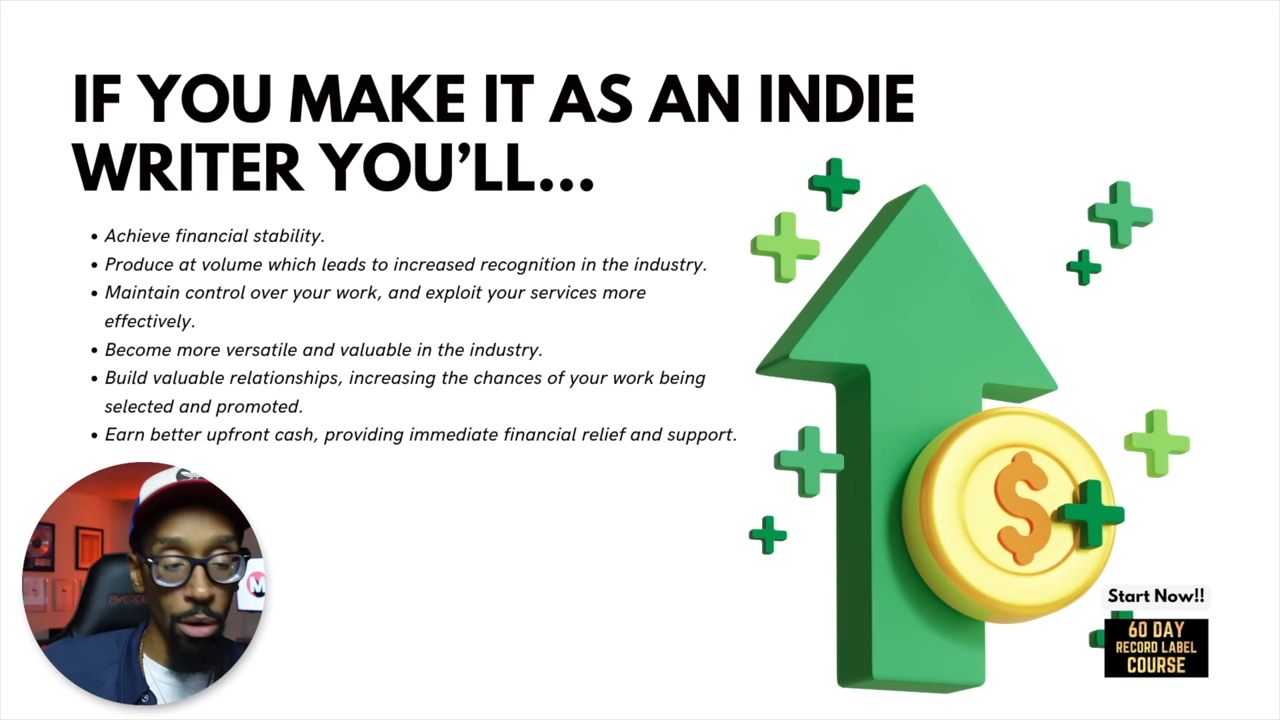 IF YOU MAKE IT AS AN INDIE
WRITER YOU'LL...
• Achieve financial stability.
• Produce at volume which leads to increased recognition in the industry.
• Maintain control over your work, and exploit your services more
effectively.
• Become more versatile and valuable in the industry.
• Build valuable relationships, increasing the chances of your work being
selected and promoted.
• Earn better upfront cash, providing immediate financial relief and support.
$
Start Now!!
60 DAY
RECORD LABEL
COURSE